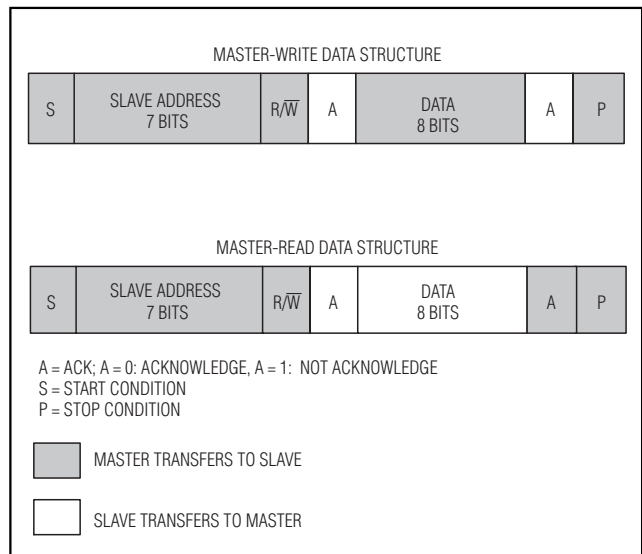 MASTER-WRITE DATA STRUCTURE
S SLAVE ADDRESS 7 BITS R/W̅ A DATA 8 BITS A P
MASTER-READ DATA STRUCTURE
S SLAVE ADDRESS 7 BITS R/W̅ A DATA 8 BITS A P
A = ACK; A = 0: ACKNOWLEDGE, A = 1: NOT ACKNOWLEDGE
S = START CONDITION
P = STOP CONDITION
MASTER TRANSFERS TO SLAVE
SLAVE TRANSFERS TO MASTER